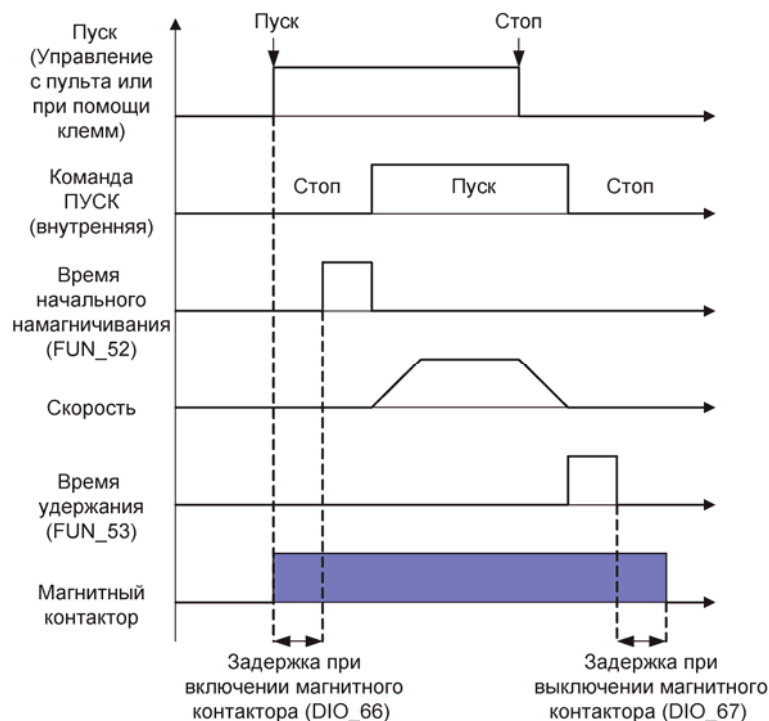 Пуск
(Управление
с пульта или
при помощи
клемм)
Пуск
Стоп
Команда
ПУСК
(внутренняя)
Стоп
Пуск
Стоп
Время
начального
намагничивания
(FUN_52)
Скорость
Время
удержания
(FUN_53)
Магнитный
контактор
Задержка при
включении магнитного
контактора (DIO_66)
Задержка при
выключении магнитного
контактора (DIO_67)